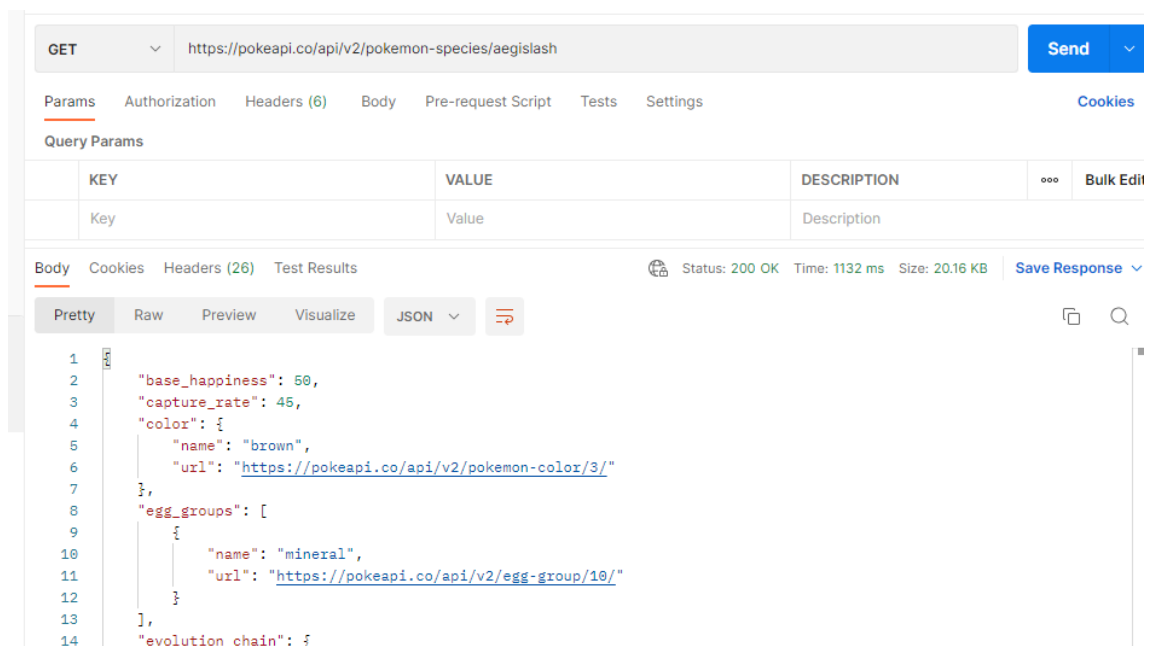 GET https://pokeapi.co/api/v2/pokemon-species/aegislash Send
Params Authorization Headers (6) Body Pre-request Script Tests Settings Cookies
Query Params
KEY VALUE DESCRIPTION ooo Bulk Edit
Key Value Description
Body Cookies Headers (26) Test Results Status: 200 OK Time: 1132 ms Size: 20.16 KB Save Response
Pretty Raw Preview Visualize JSON
1 {
2 "base_happiness": 50,
3 "capture_rate": 45,
4 "color": {
5 "name": "brown",
6 "url": "https://pokeapi.co/api/v2/pokemon-color/3/"
7 },
8 "egg_groups": [
9 {
10 "name": "mineral",
11 "url": "https://pokeapi.co/api/v2/egg-group/10/"
12 }
13 ],
14 "evolution_chain": {